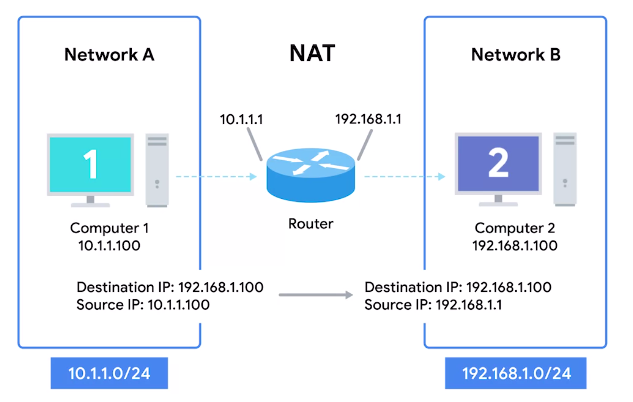 Network A
NAT
Network B
10.1.1.1
192.168.1.1
1
2
Router
Computer 1
10.1.1.100
Computer 2
192.168.1.100
Destination IP: 192.168.1.100
Source IP: 10.1.1.100
Destination IP: 192.168.1.100
Source IP: 192.168.1.1
10.1.1.0/24
192.168.1.0/24